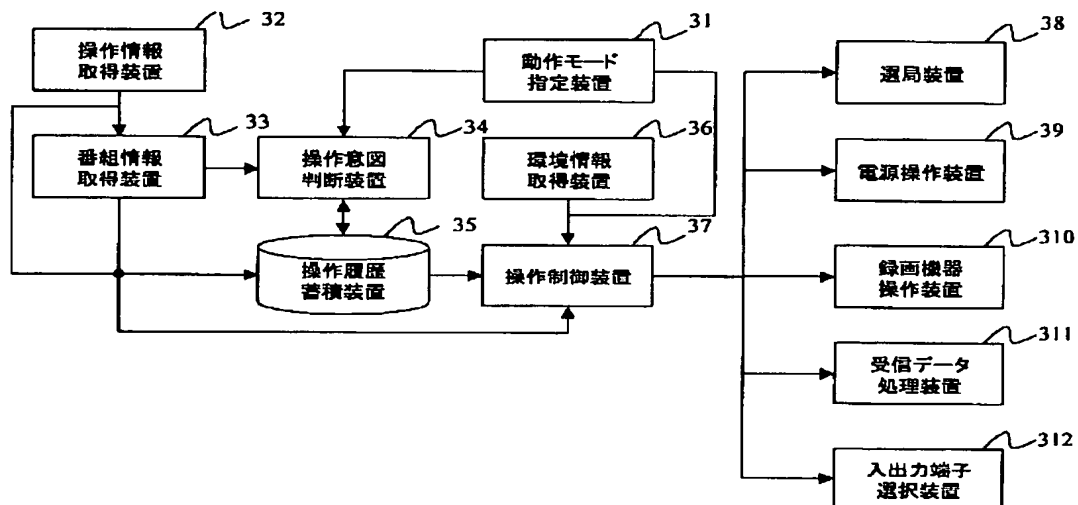 32
操作情報
取得装置
31
動作モード
指定装置
38
選局装置
33
番組情報
取得装置
34
操作意図
判断装置
36
環境情報
取得装置
39
電源操作装置
35
操作履歴
蓄積装置
37
操作制御装置
310
録画機器
操作装置
311
受信データ
処理装置
312
入出力端子
選択装置